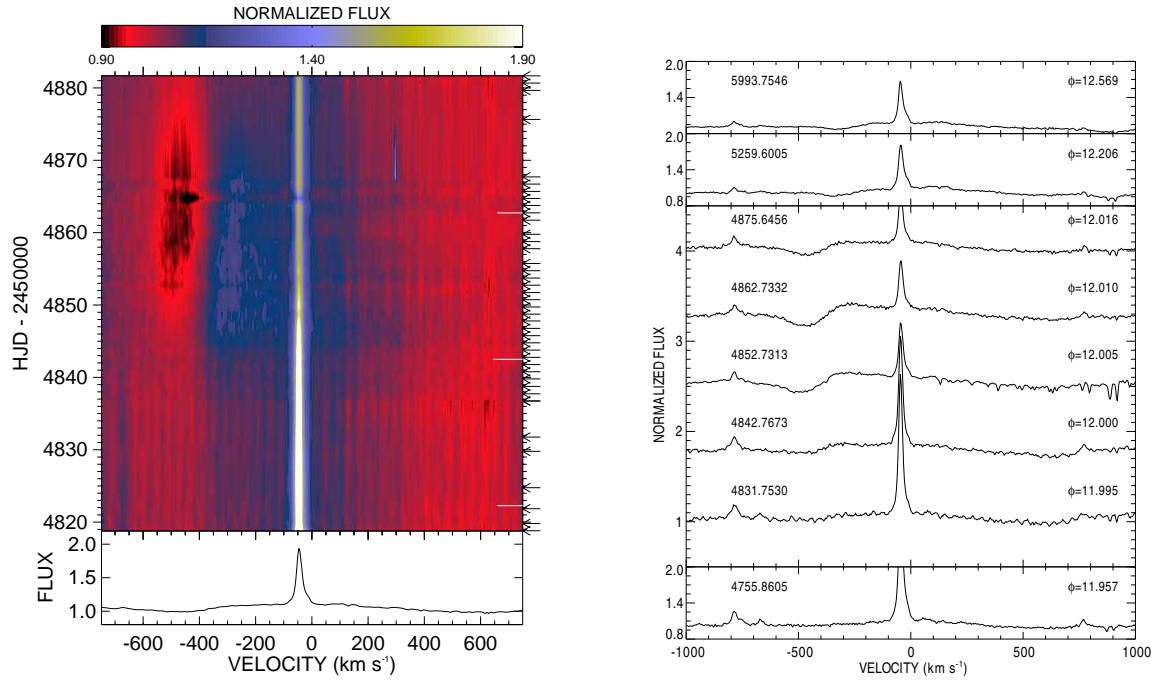 NORMALIZED FLUX
0.90 1.40 1.90
HJD - 2450000
4880
4870
4860
4850
4840
4830
4820
FLUX
2.0
1.5
1.0
-600 -400 -200 0 200 400 600
VELOCITY (km s-1)
NORMALIZED FLUX
2.0
1.4
5993.7546 ϕ=12.569
2.0
1.4
0.8
5259.6005 ϕ=12.206
4
3
2
1
4875.6456 ϕ=12.016
4862.7332 ϕ=12.010
4852.7313 ϕ=12.005
4842.7673 ϕ=12.000
4831.7530 ϕ=11.995
2.0
1.4
0.8
4755.8605 ϕ=11.957
-1000 -500 0 500 1000
VELOCITY (km s-1)